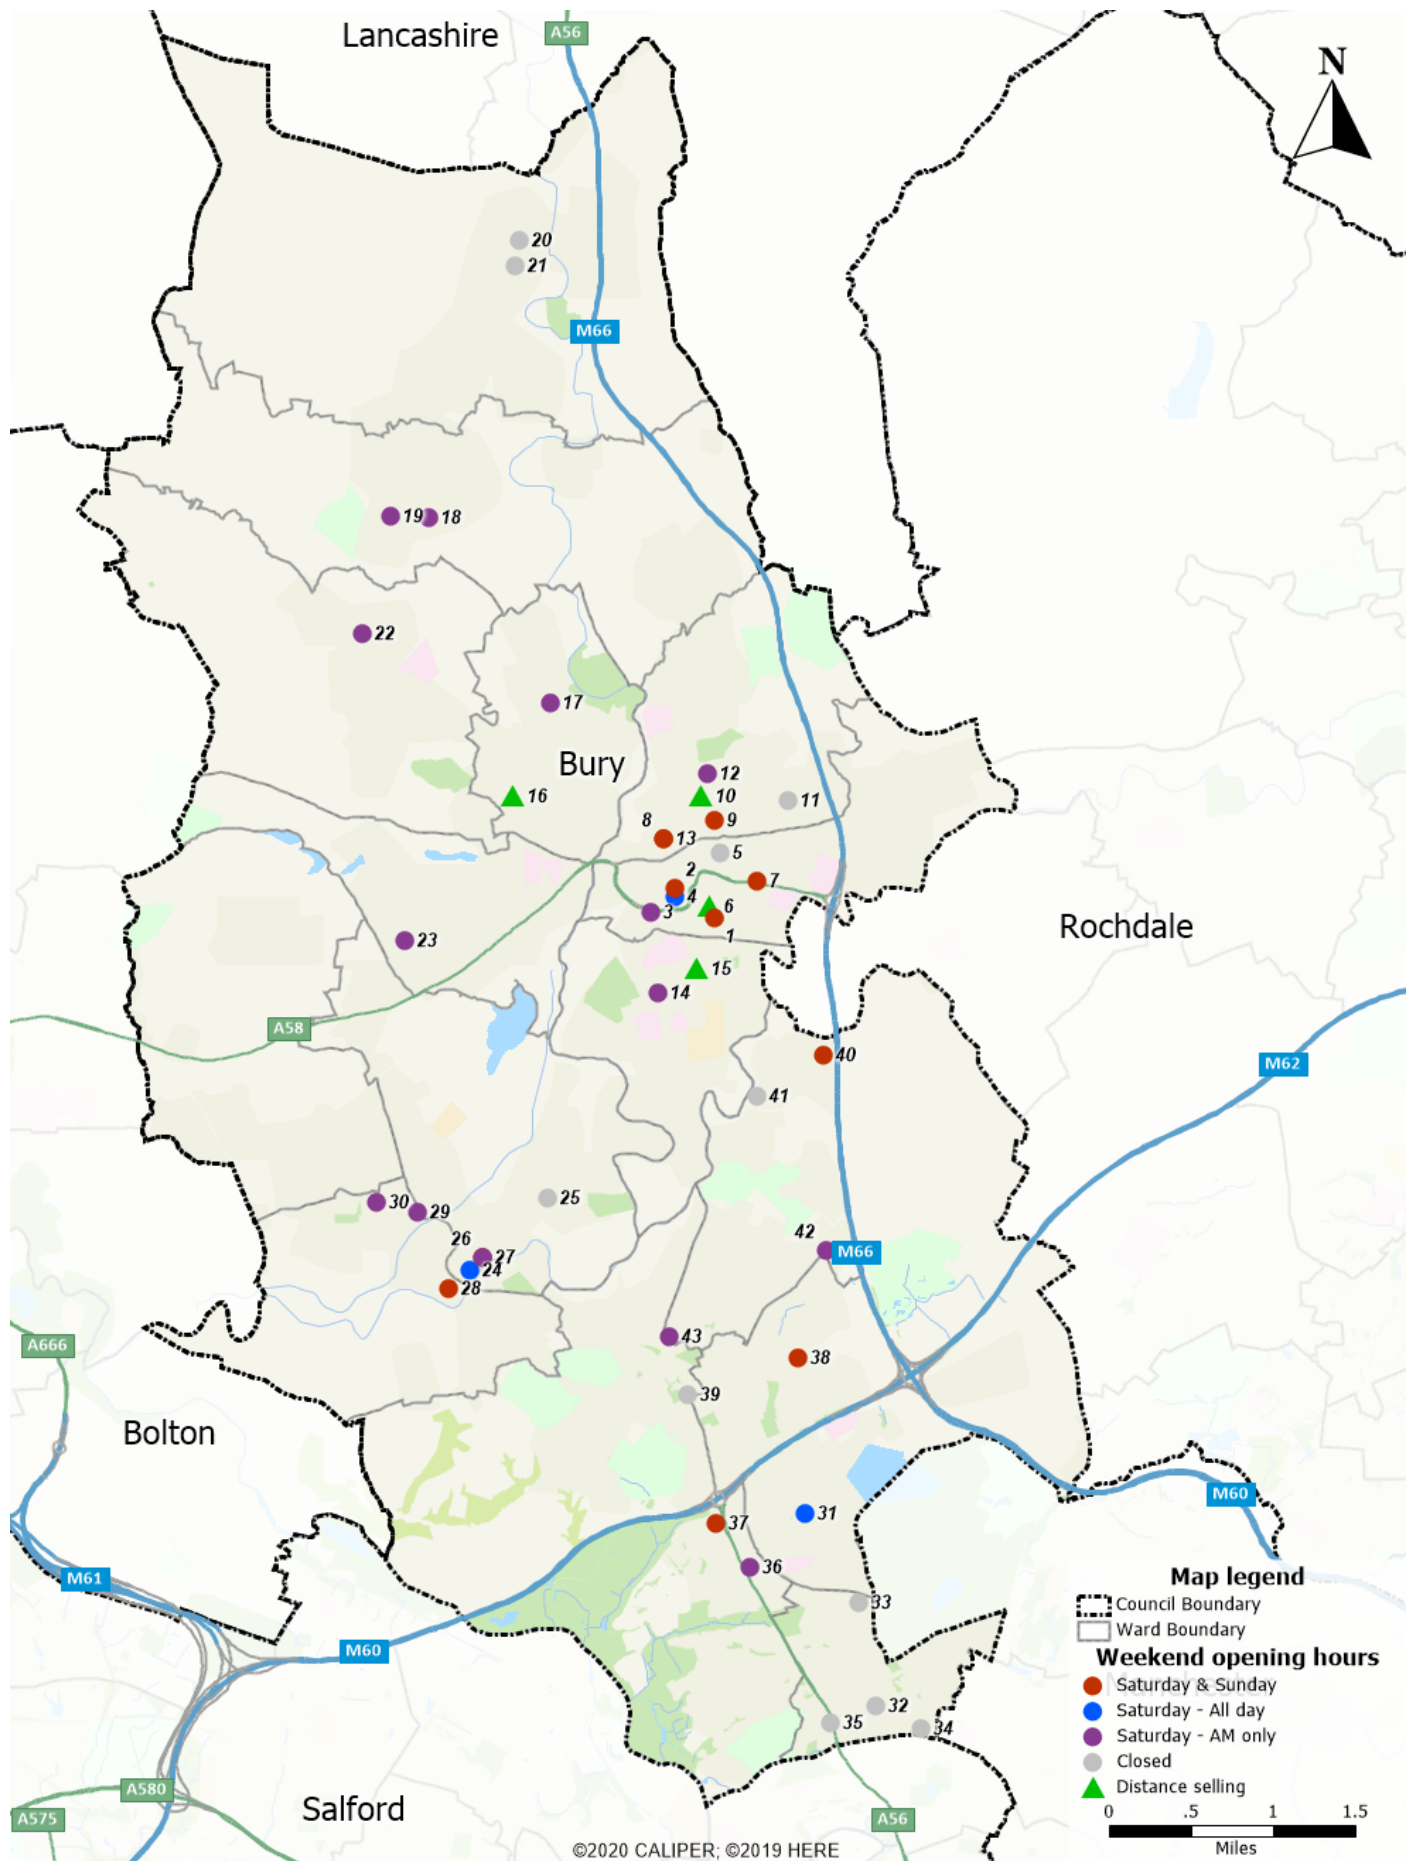 Lancashire
A56
N
20
21
M66
19
18
22
17
Bury
12
16
10
11
8
9
13
5
2
7
4
3
6
1
Rochdale
23
15
14
A58
40
M62
41
30
25
29
26
42
M66
27
24
28
43
A666
38
39
Bolton
M60
31
37
36
M61
33
M60
32
35
34
A580
Salford
A575
A56
Map legend
Council Boundary
Ward Boundary
Weekend opening hours
Manchester
Saturday & Sunday
Saturday - All day
Saturday - AM only
Closed
Distance selling
0 .5 1 1.5
Miles
©2020 CALIPER; ©2019 HERE